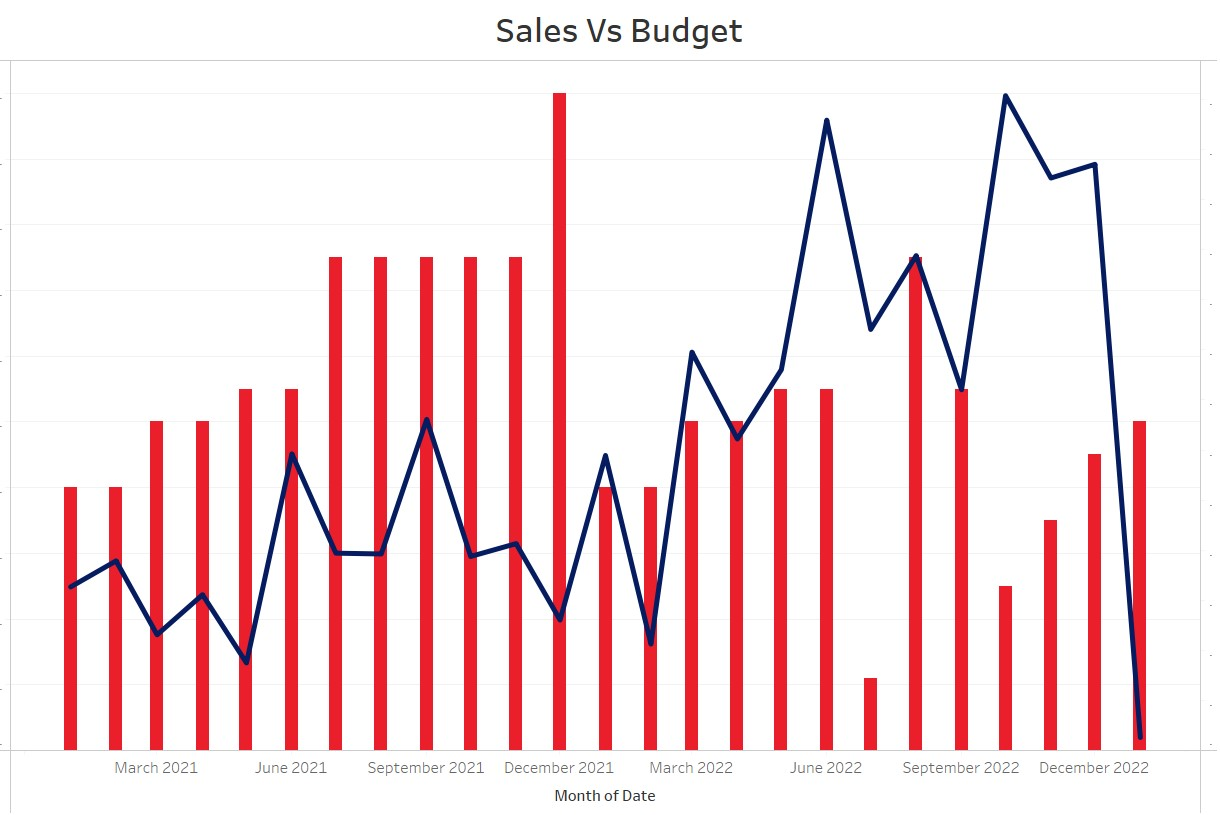 Sales Vs Budget
March 2021 June 2021 September 2021 December 2021 March 2022 June 2022 September 2022 December 2022
Month of Date